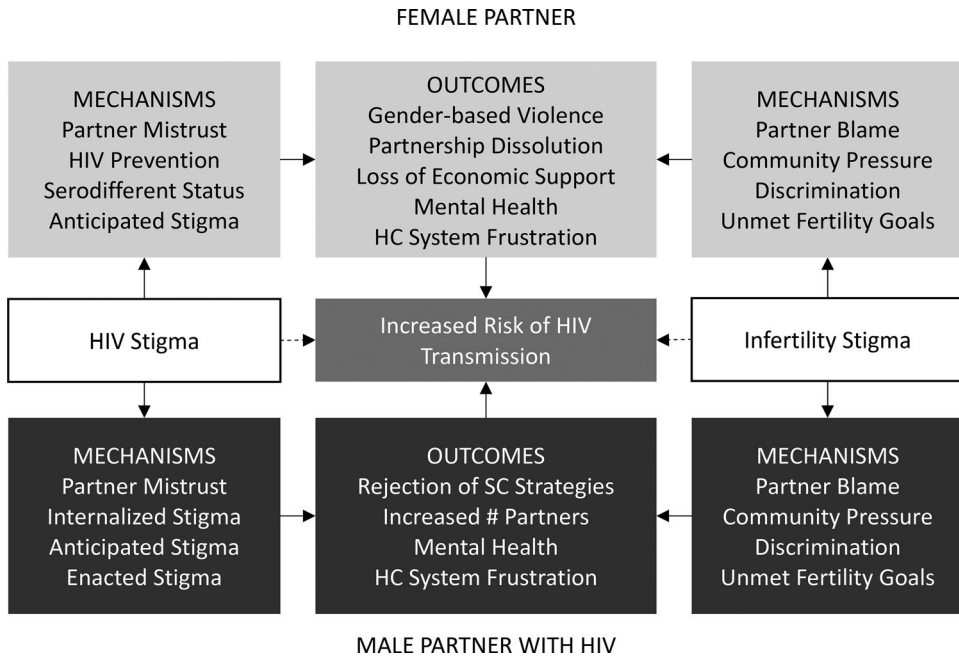 FEMALE PARTNER
MECHANISMS
Partner Mistrust
HIV Prevention
Serodifferent Status
Anticipated Stigma
OUTCOMES
Gender-based Violence
Partnership Dissolution
Loss of Economic Support
Mental Health
HC System Frustration
MECHANISMS
Partner Blame
Community Pressure
Discrimination
Unmet Fertility Goals
HIV Stigma
Increased Risk of HIV
Transmission
Infertility Stigma
MECHANISMS
Partner Mistrust
Internalized Stigma
Anticipated Stigma
Enacted Stigma
OUTCOMES
Rejection of SC Strategies
Increased # Partners
Mental Health
HC System Frustration
MECHANISMS
Partner Blame
Community Pressure
Discrimination
Unmet Fertility Goals
MALE PARTNER WITH HIV